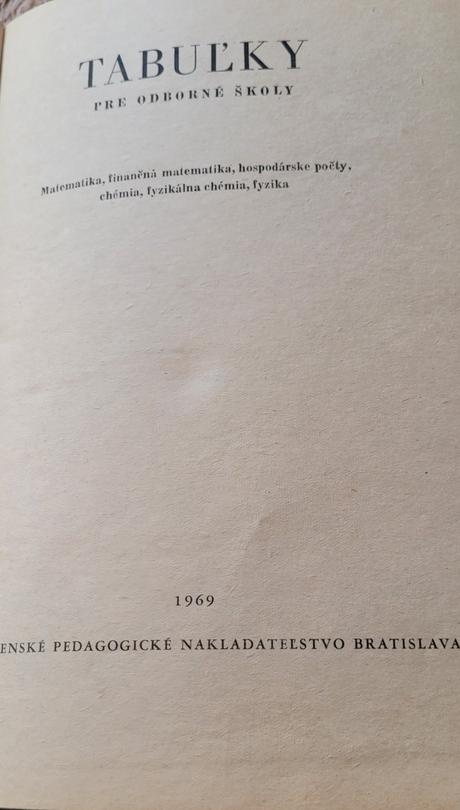 TABUĽKY
PRE ODBORNÉ ŠKOLY
Matematika, finančná matematika, hospodárske počty,
chémia, fyzikálna chémia, fyzika
1969
ENSKÉ PEDAGOGICKÉ NAKLADATEĽSTVO BRATISLAVA